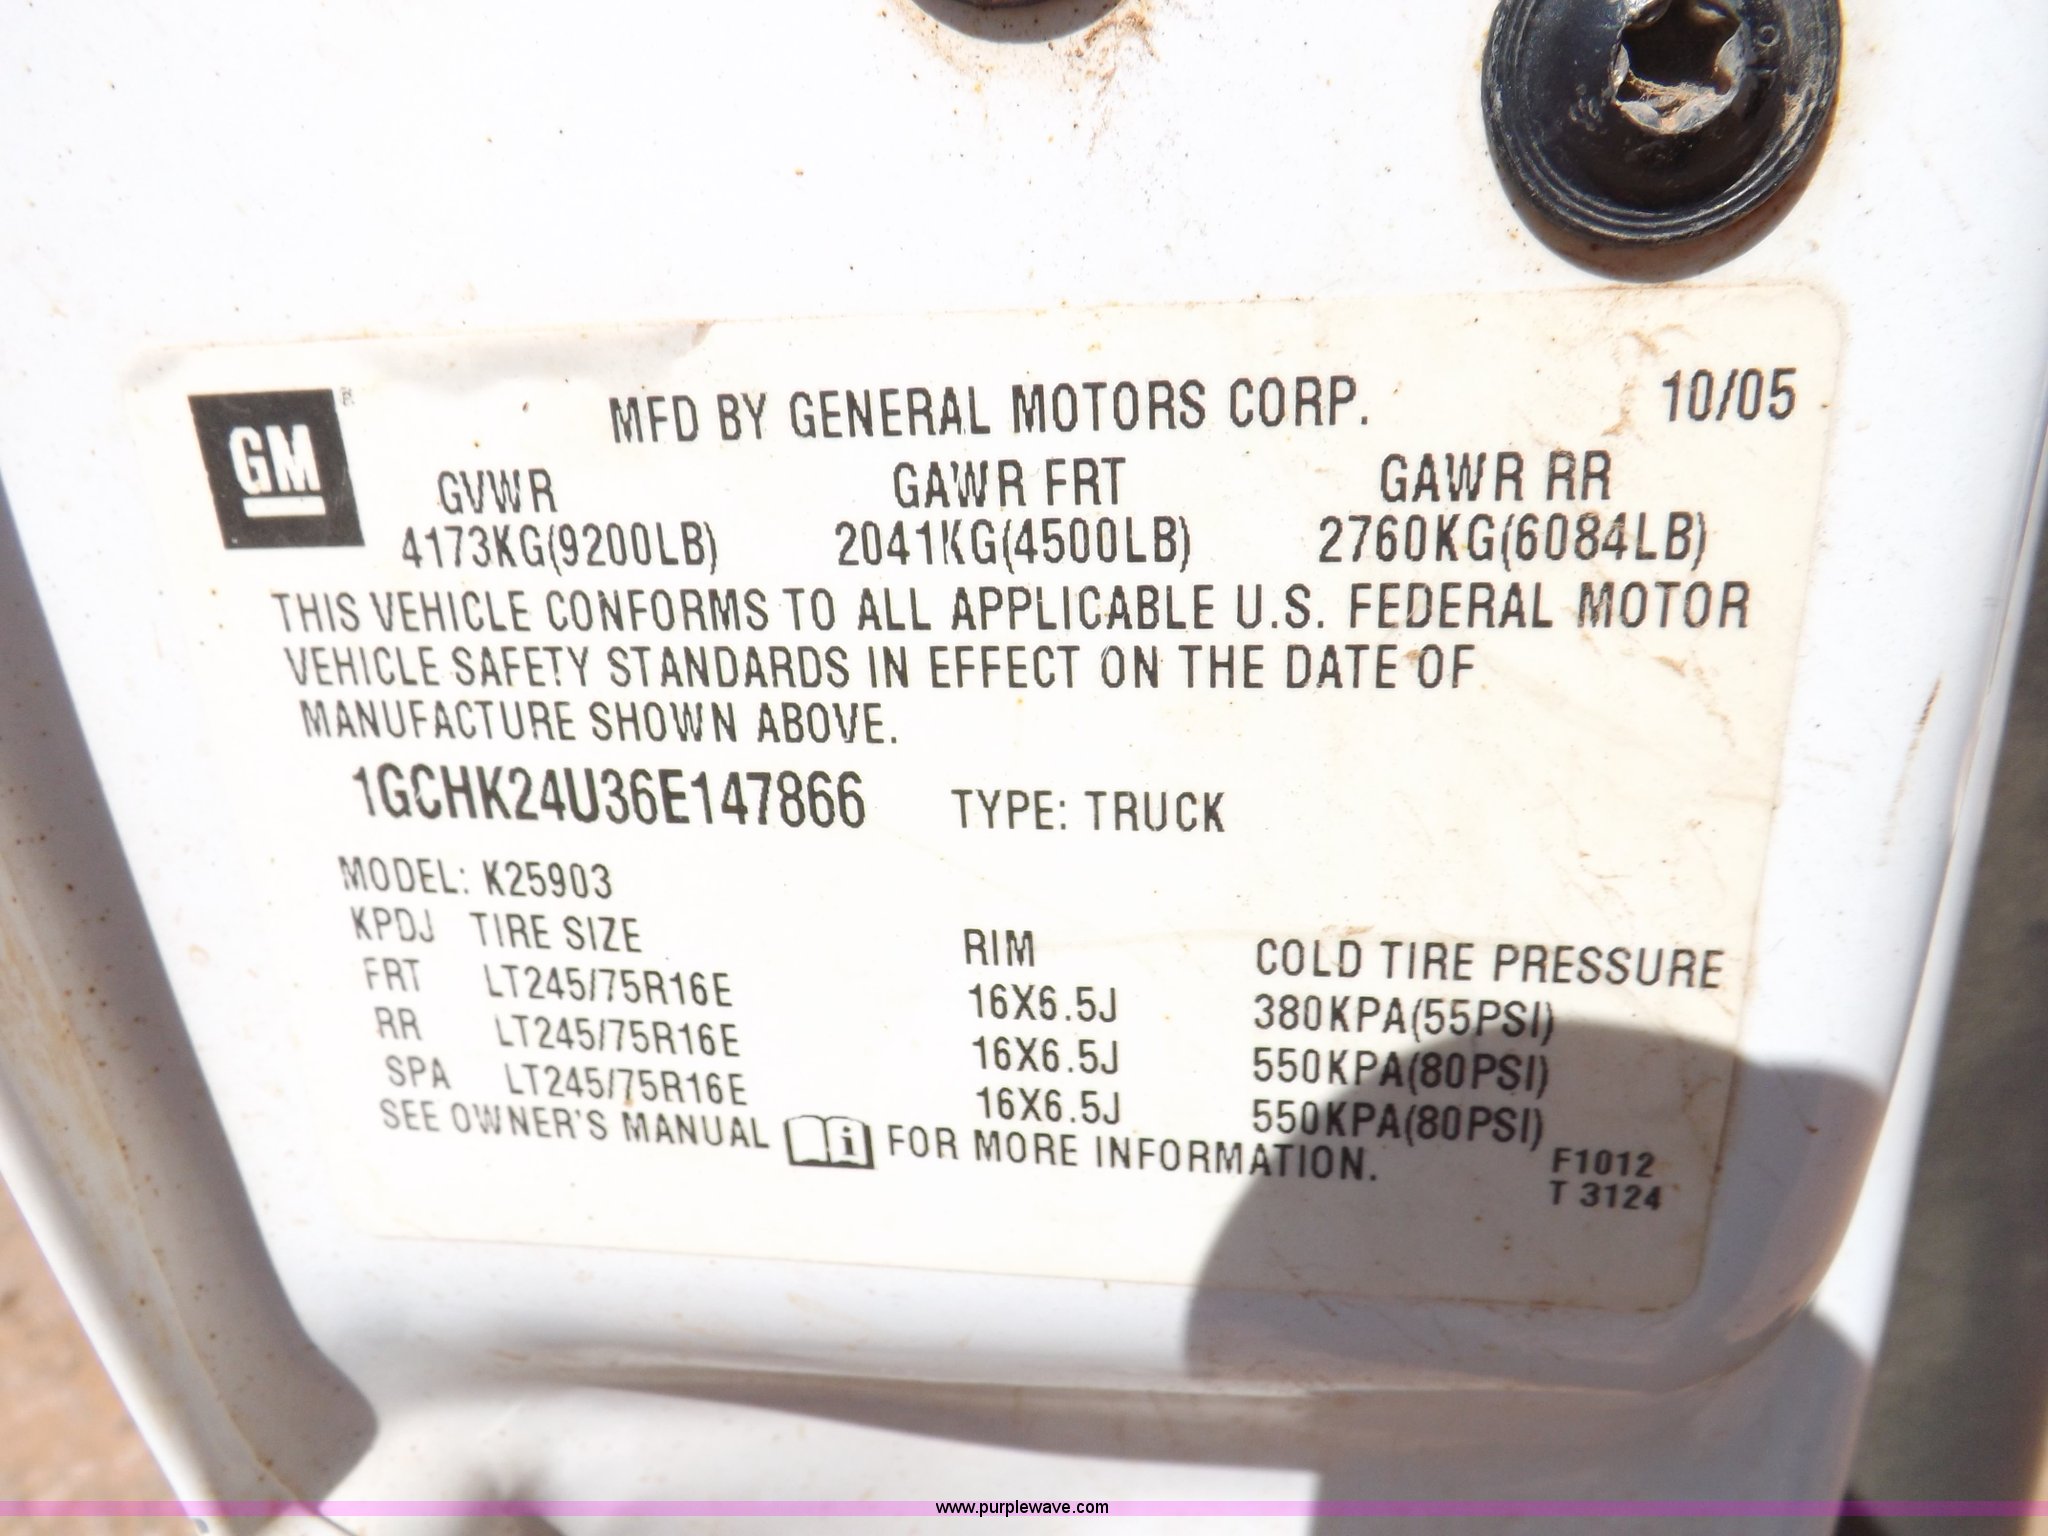 GM
MFD BY GENERAL MOTORS CORP. 10/05
GVWR GAWR FRT GAWR RR
4173KG(9200LB) 2041KG(4500LB) 2760KG(6084LB)
THIS VEHICLE CONFORMS TO ALL APPLICABLE U.S. FEDERAL MOTOR
VEHICLE SAFETY STANDARDS IN EFFECT ON THE DATE OF
MANUFACTURE SHOWN ABOVE.
1GCHK24U36E147866 TYPE: TRUCK
MODEL: K25903
KPDJ TIRE SIZE RIM COLD TIRE PRESSURE
FRT LT245/75R16E 16X6.5J 380KPA(55PSI)
RR LT245/75R16E 16X6.5J 550KPA(80PSI)
SPA LT245/75R16E 16X6.5J 550KPA(80PSI)
SEE OWNER'S MANUAL i FOR MORE INFORMATION.
F1012
T 3124
www.purplewave.com